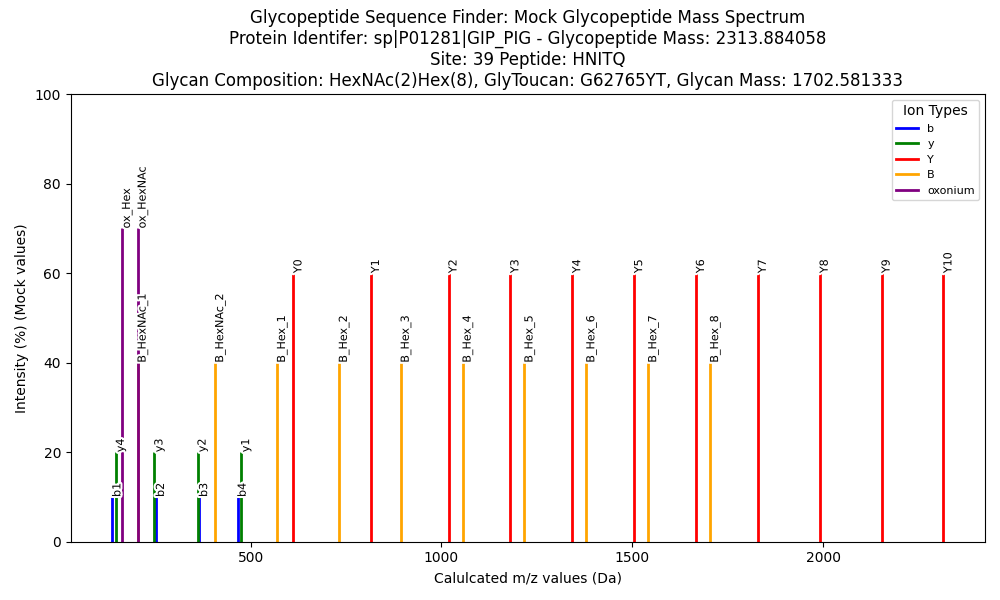 Glycopeptide Sequence Finder: Mock Glycopeptide Mass Spectrum
Protein Identifer: sp|P01281|GIP_PIG - Glycopeptide Mass: 2313.884058
Site: 39 Peptide: HNITQ
Glycan Composition: HexNAc(2)Hex(8), GlyToucan: G62765YT, Glycan Mass: 1702.581333
Intensity (%) (Mock values)
100
80
60
40
20
0
Ion Types
b
y
Y
B
oxonium
ox_Hex
ox_HexNAc
Y0
Y1
Y2
Y3
Y4
Y5
Y6
Y7
Y8
Y9
Y10
B_HexNAc_1
B_HexNAc_2
B_Hex_1
B_Hex_2
B_Hex_3
B_Hex_4
B_Hex_5
B_Hex_6
B_Hex_7
B_Hex_8
y4
y3
y2
y1
b1
b2
b3
b4
500
1000
1500
2000
Calulcated m/z values (Da)